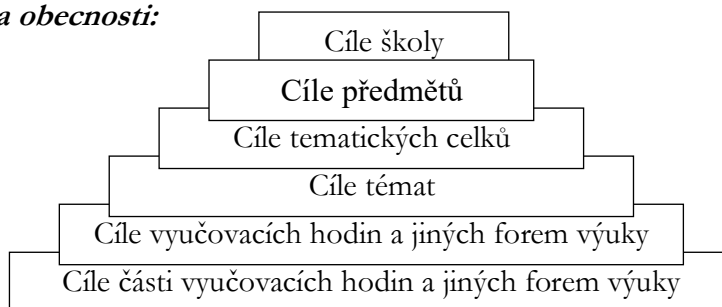 a obecnosti:
Cíle školy
Cíle předmětů
Cíle tematických celků
Cíle témat
Cíle vyučovacích hodin a jiných forem výuky
Cíle části vyučovacích hodin a jiných forem výuky